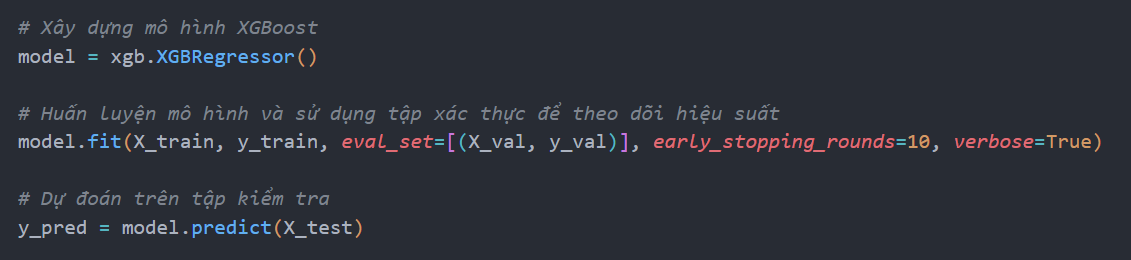 # Xây dựng mô hình XGBoost
model = xgb.XGBRegressor()
# Huấn luyện mô hình và sử dụng tập xác thực để theo dõi hiệu suất
model.fit(X_train, y_train, eval_set=[(X_val, y_val)], early_stopping_rounds=10, verbose=True)
# Dự đoán trên tập kiểm tra
y_pred = model.predict(X_test)